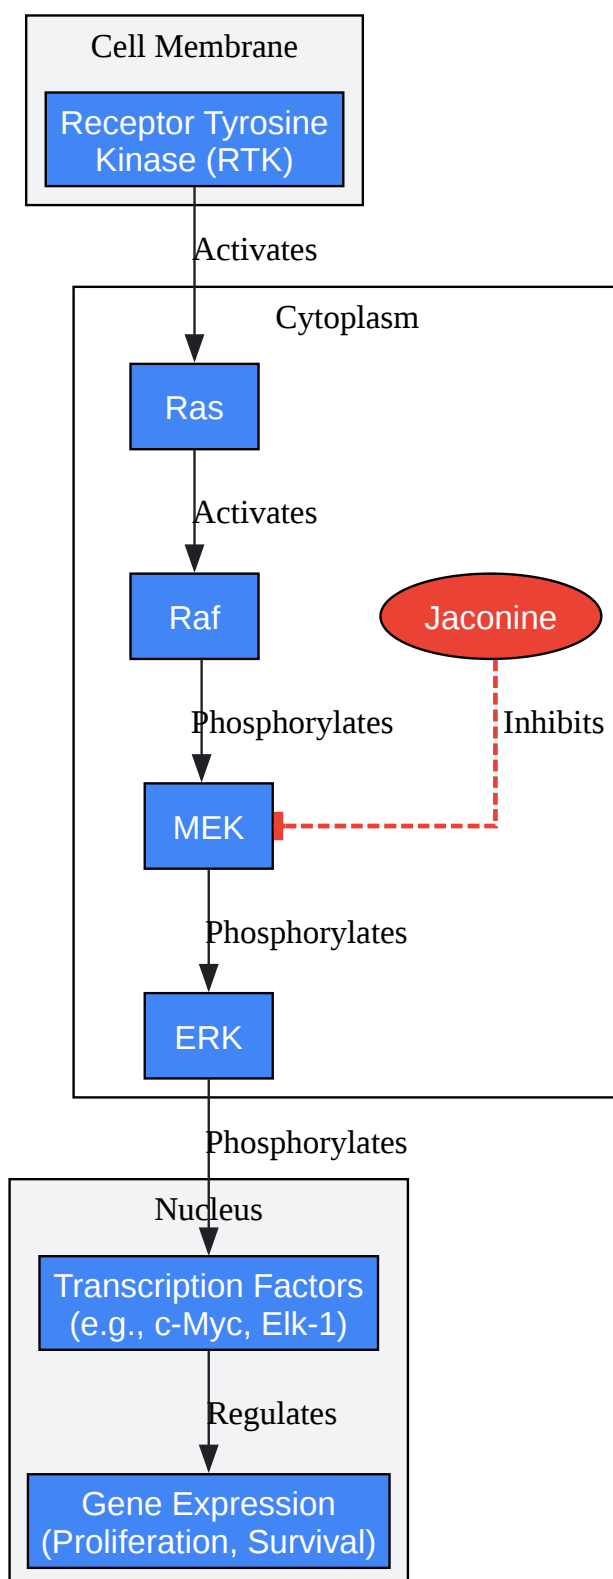 Cell Membrane
Receptor Tyrosine
Kinase (RTK)
Activates
Cytoplasm
Ras
Activates
Raf
Jaconine
Phosphorylates
Inhibits
MEK
Phosphorylates
ERK
Phosphorylates
Nucleus
Transcription Factors
(e.g., c-Myc, Elk-1)
Regulates
Gene Expression
(Proliferation, Survival)